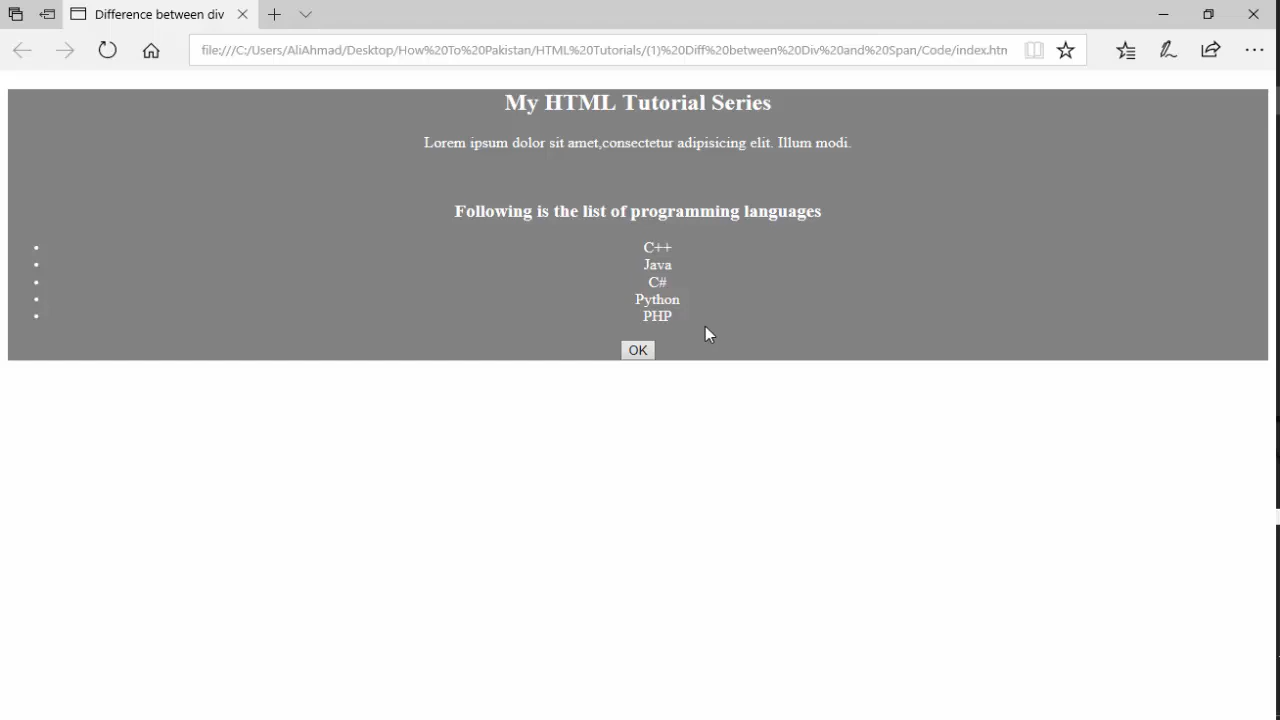 Difference between div
file:///C:/Users/AliAhmad/Desktop/How%20To%20Pakistan/HTML%20Tutorials/(1)%20Diff%20between%20Div%20and%20Span/Code/index.htn
My HTML Tutorial Series
Lorem ipsum dolor sit amet,consectetur adipisicing elit. Illum modi.
Following is the list of programming languages
C++
Java
C#
Python
PHP
OK